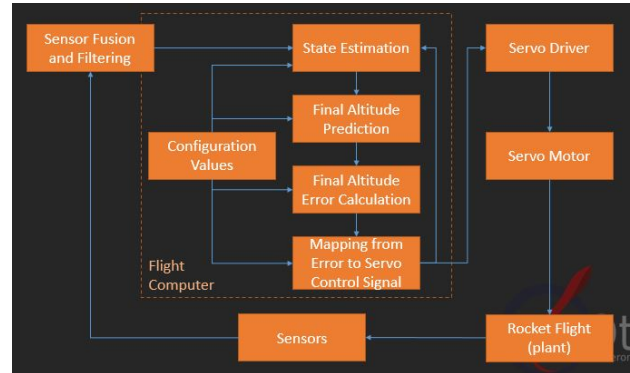 Sensor Fusion
and Filtering
State Estimation
Servo Driver
Final Altitude
Prediction
Configuration
Values
Servo Motor
Final Altitude
Error Calculation
Mapping from
Error to Servo
Control Signal
Flight
Computer
Sensors
Rocket Flight
(plant)